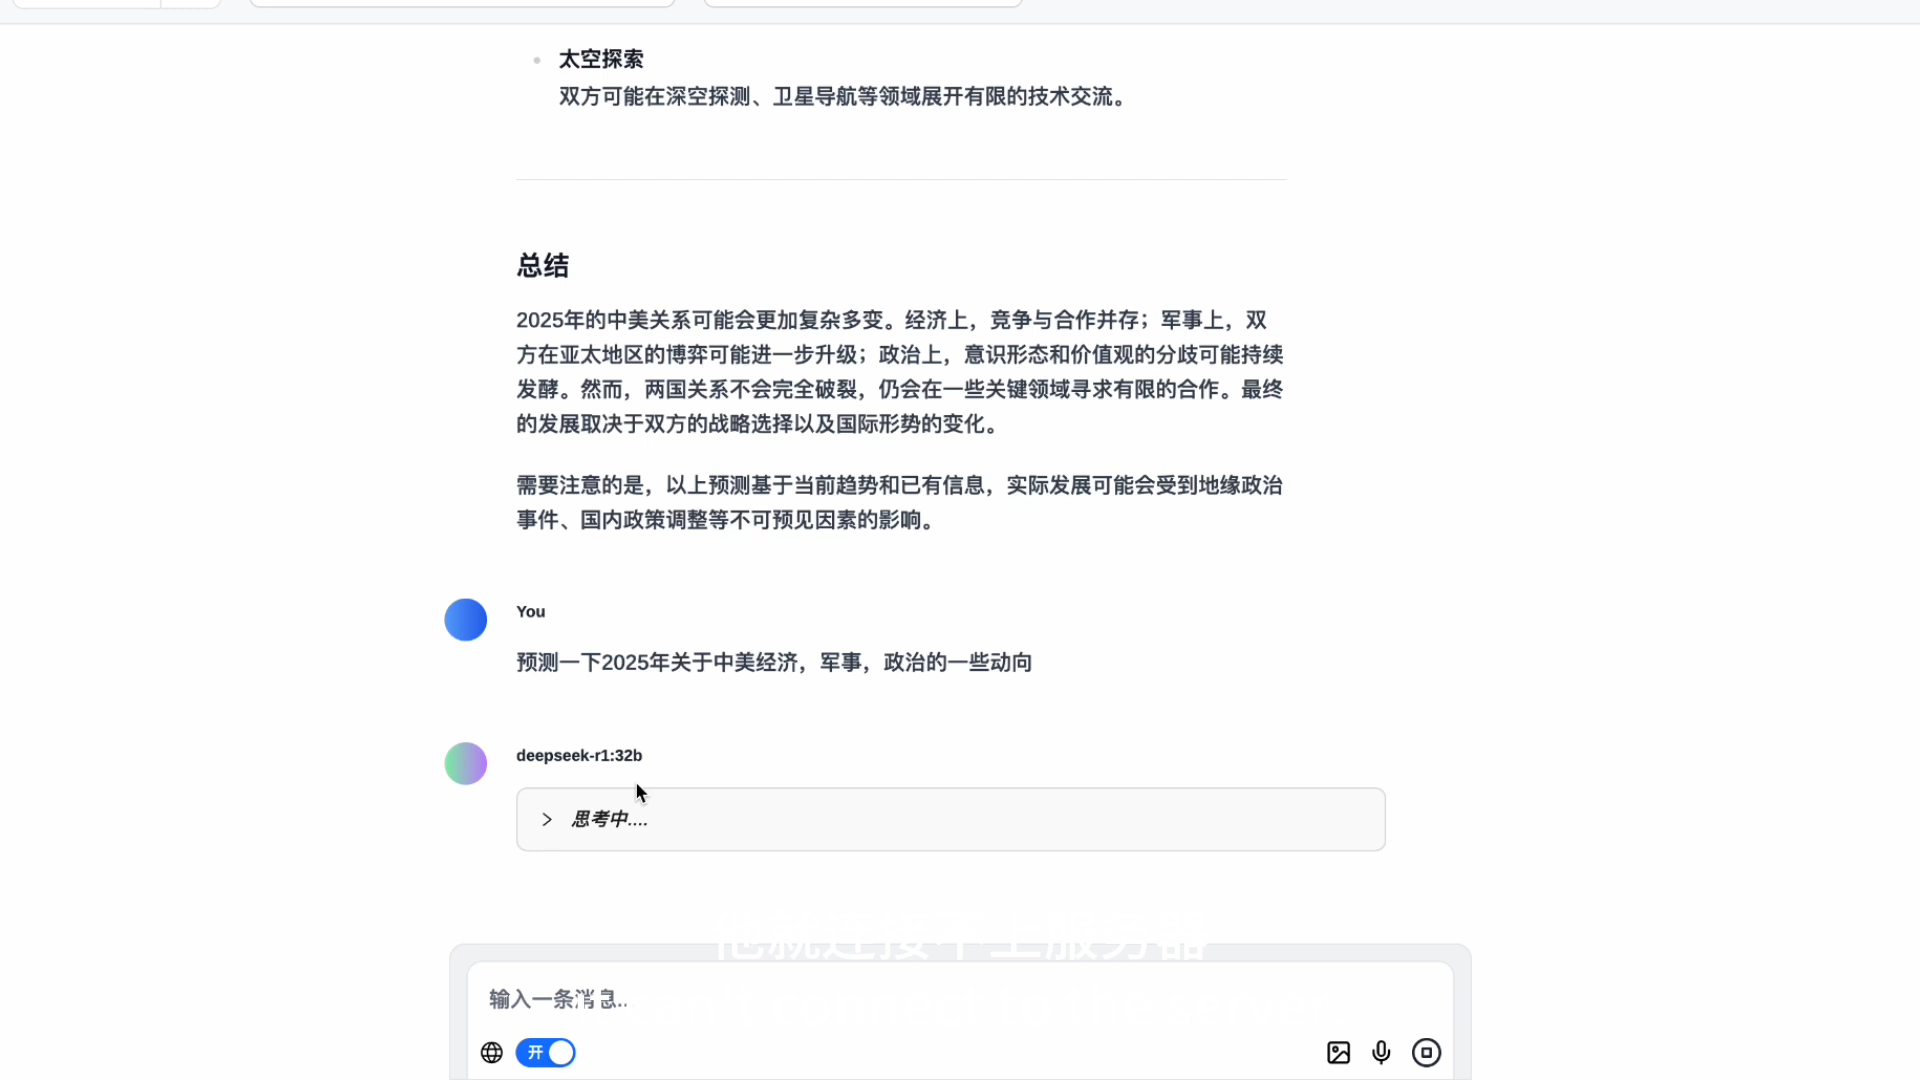 太空探索
双方可能在深空探测、卫星导航等领域展开有限的技术交流。
总结
2025年的中美关系可能会更加复杂多变。经济上，竞争与合作并存；军事上，双
方在亚太地区的博弈可能进一步升级；政治上，意识形态和价值观的分歧可能持续
发酵。然而，两国关系不会完全破裂，仍会在一些关键领域寻求有限的合作。最终
的发展取决于双方的战略选择以及国际形势的变化。
需要注意的是，以上预测基于当前趋势和已有信息，实际发展可能会受到地缘政治
事件、国内政策调整等不可预见因素的影响。
You
预测一下2025年关于中美经济，军事，政治的一些动向
deepseek-r1:32b
思考中....
他就连接不上服务器
输入一条消息...
开